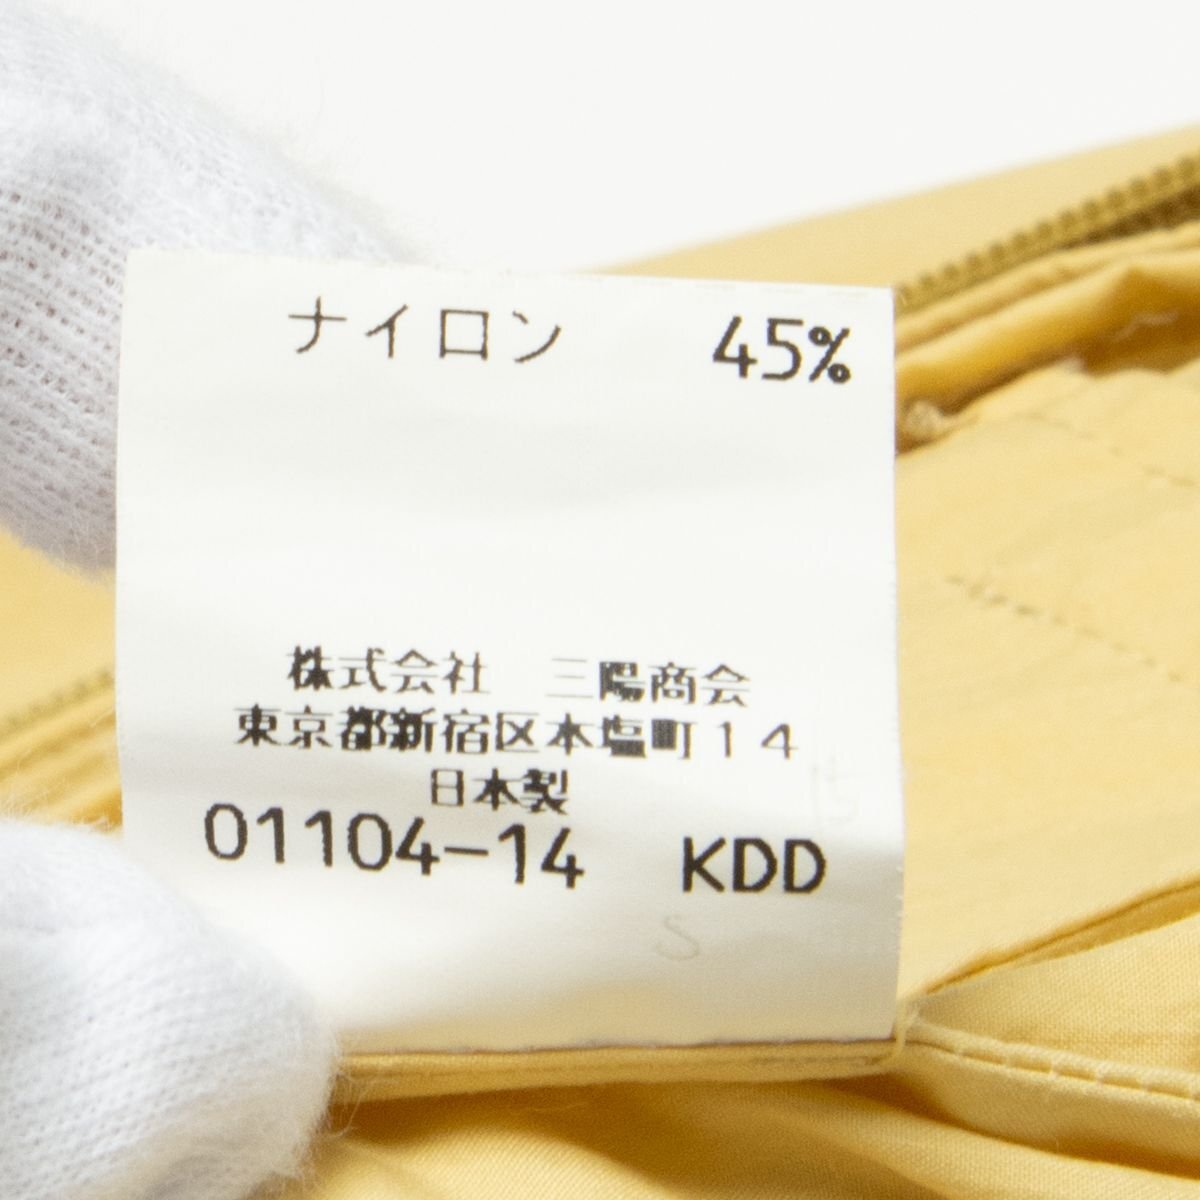 ナイロン 45%
株式会社 三陽商会
東京都新宿区本塩町14
日本製
01104-14 KDD
S